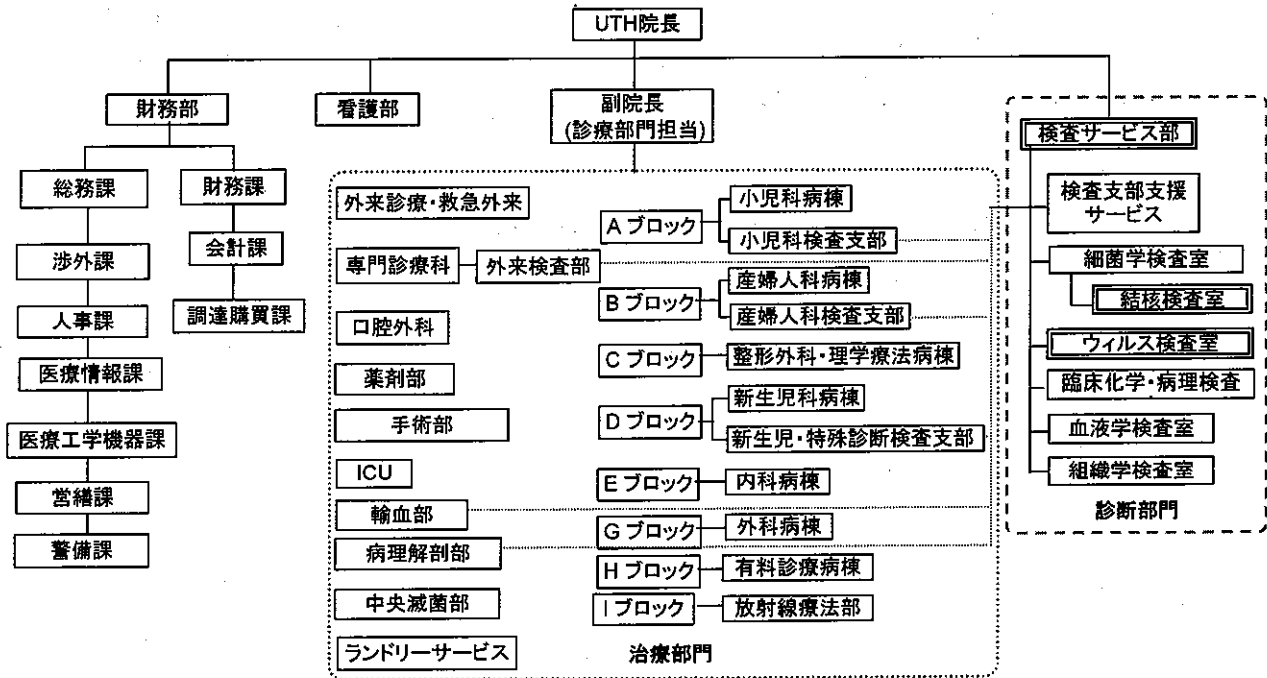 UTH院長
財務部
看護部
副院長
(診療部門担当)
総務課
渉外課
人事課
医療情報課
医療工学機器課
営繕課
警備課
財務課
会計課
調達購買課
外来診療・救急外来
専門診療科
外来検査部
口腔外科
薬剤部
手術部
ICU
輸血部
病理解剖部
中央滅菌部
ランドリーサービス
A ブロック
小児科病棟
小児科検査支部
B ブロック
産婦人科病棟
産婦人科検査支部
C ブロック
整形外科・理学療法病棟
D ブロック
新生児科病棟
新生児・特殊診断検査支部
E ブロック
内科病棟
G ブロック
外科病棟
H ブロック
有料診療病棟
I ブロック
放射線療法部
治療部門
検査サービス部
検査支部支援
サービス
細菌学検査室
結核検査室
ウィルス検査室
臨床化学・病理検査
血液学検査室
組織学検査室
診断部門